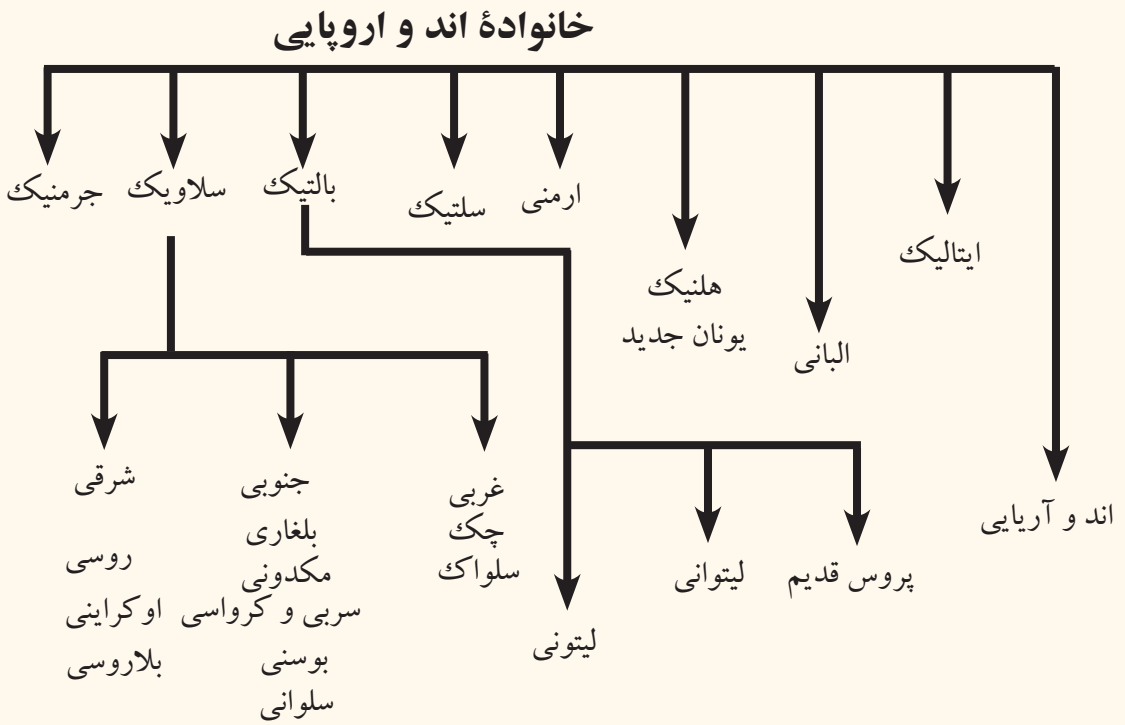 خانوادۀ اند و اروپایی
جرمنیک
سلاویک
بالتیک
سلتیک
ارمنی
هلنیک
یونان جدید
البانی
ایتالیک
اند و آریایی
شرقی
روسی
اوکراینی
بلاروسی
جنوبی
بلغاری
مکدونی
سربی و کرواسی
بوسنی
سلوانی
غربی
چک
سلواک
لیتونی
لیتوانی
پروس قدیم